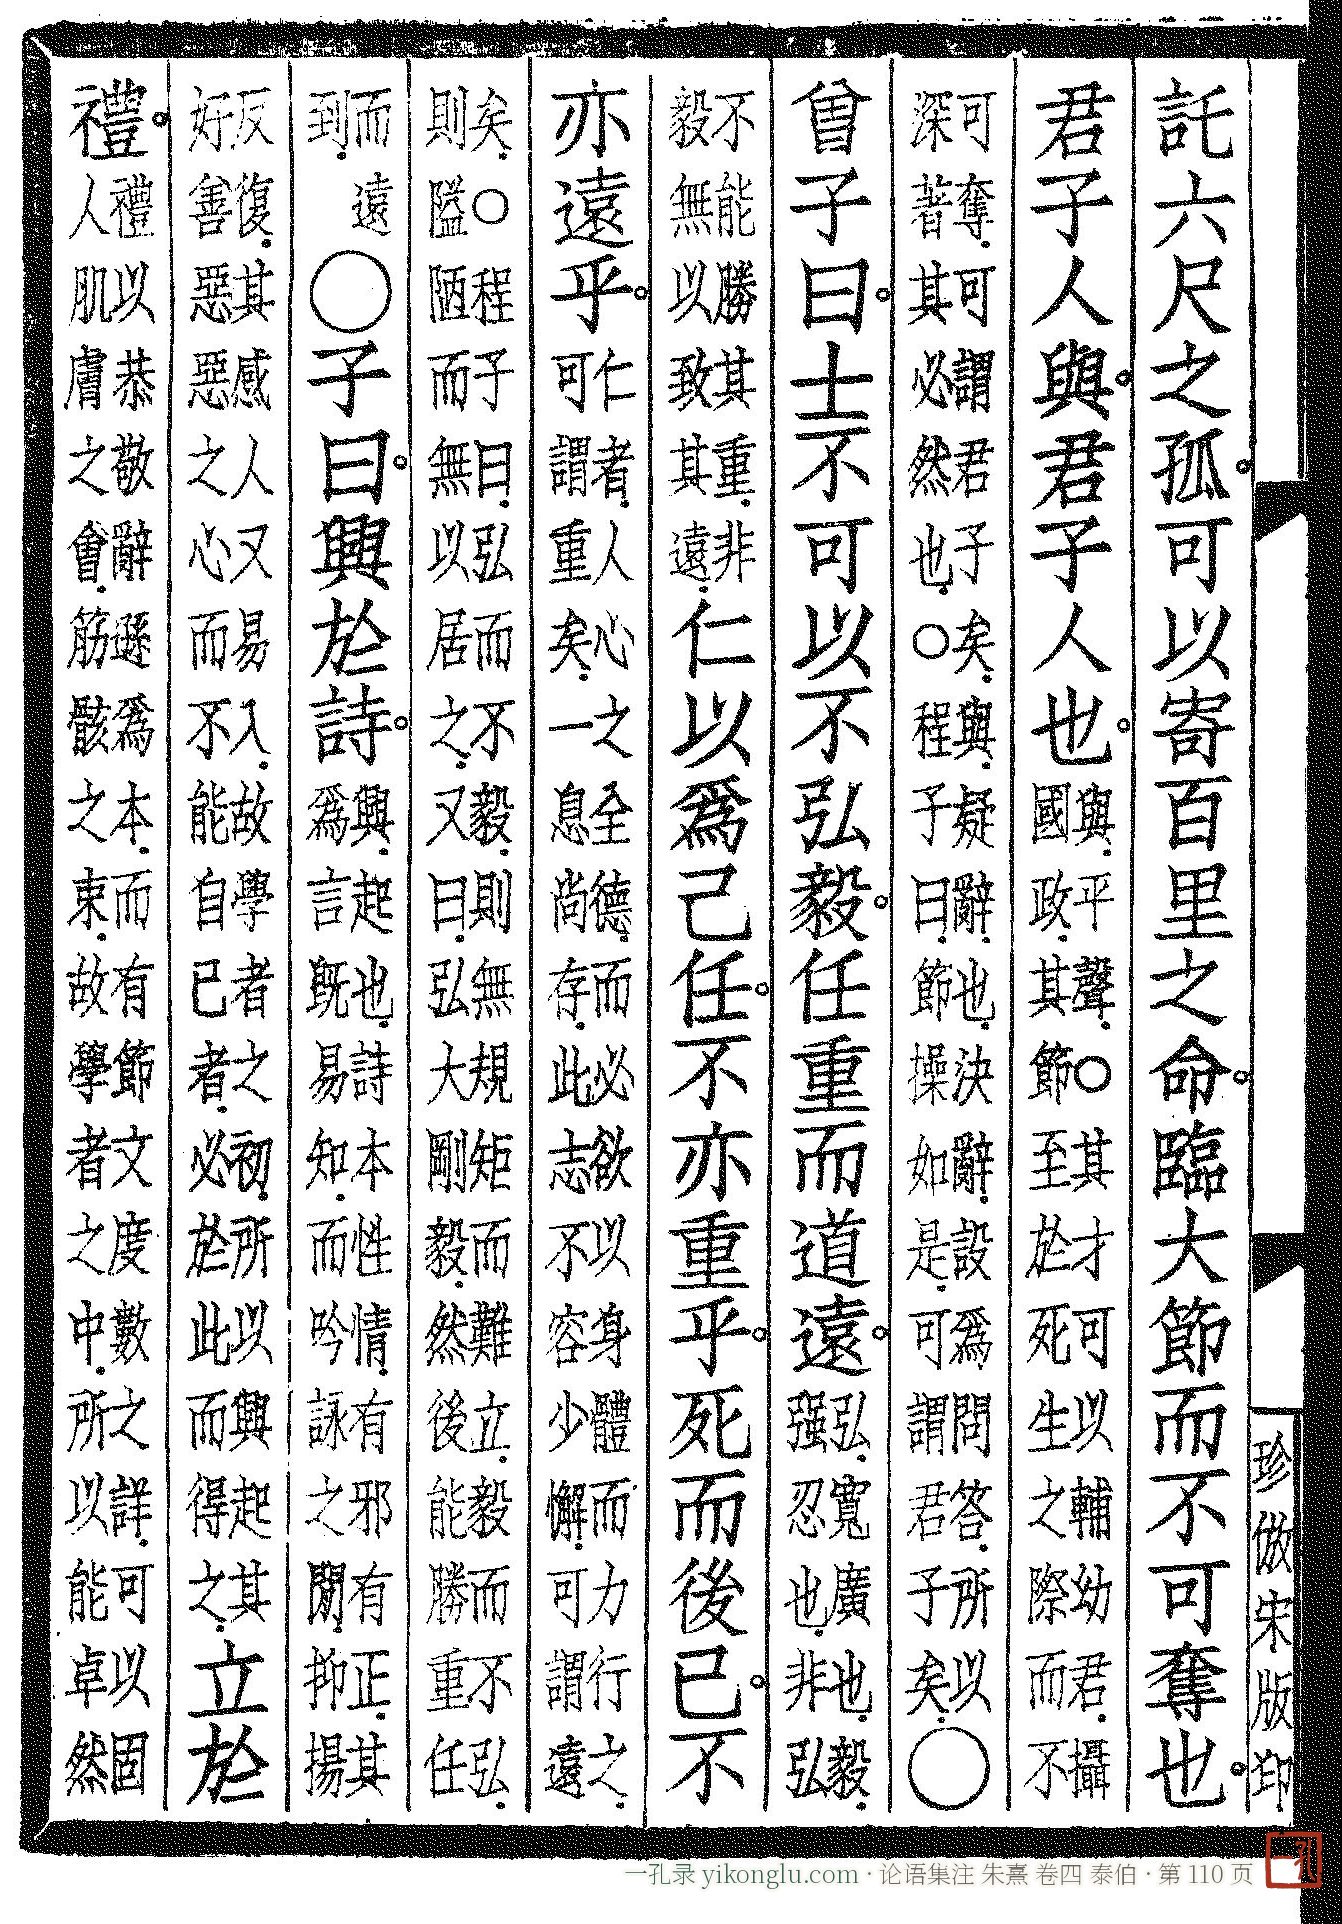 託六尺之孤。可以寄百里之命。臨大節而不可奪也。
君子人與。君子人也。
與、平聲、○其才可以輔幼君、攝
國政、其節至於死生之際而不
可奪、可謂君子矣、與、疑辭、也、決辭、設爲問答、所以
深著其必然也、○程子曰、節操如是、可謂君子矣、
○
曾子曰。士不可以不弘毅。任重而道遠。
弘、寬廣也、毅、
强忍也、非弘
不能勝其重、非
毅無以致其遠、
仁以爲己任。不亦重乎。死而後已。不
亦遠乎。
仁者、人心之全德、而必欲以身體而力行之、
可謂重矣、一息尚存、此志不容少懈、可謂遠
矣、○程子曰、弘而不毅、則無規矩而難立、毅而不弘、
則隘陋而無以居之、又曰、弘大剛毅、然後能勝重任
而遠
到、
○子曰。興於詩。
興、起也、詩本性情、有邪有正、其
爲言既易知、而吟詠之閒、抑揚
反復、其感人又易入、故學者之初、所以興起其
好善惡惡之心而不能自已者、必於此而得之、
立於
禮。
禮以恭敬辭遜爲本、而有節文度數之詳、可以固
人肌膚之會、筋骸之束、故學者之中、所以能卓然
珍倣宋版印
一孔录 yikonglu.com · 论语集注 朱熹 卷四 泰伯 · 第 110 页
一孔